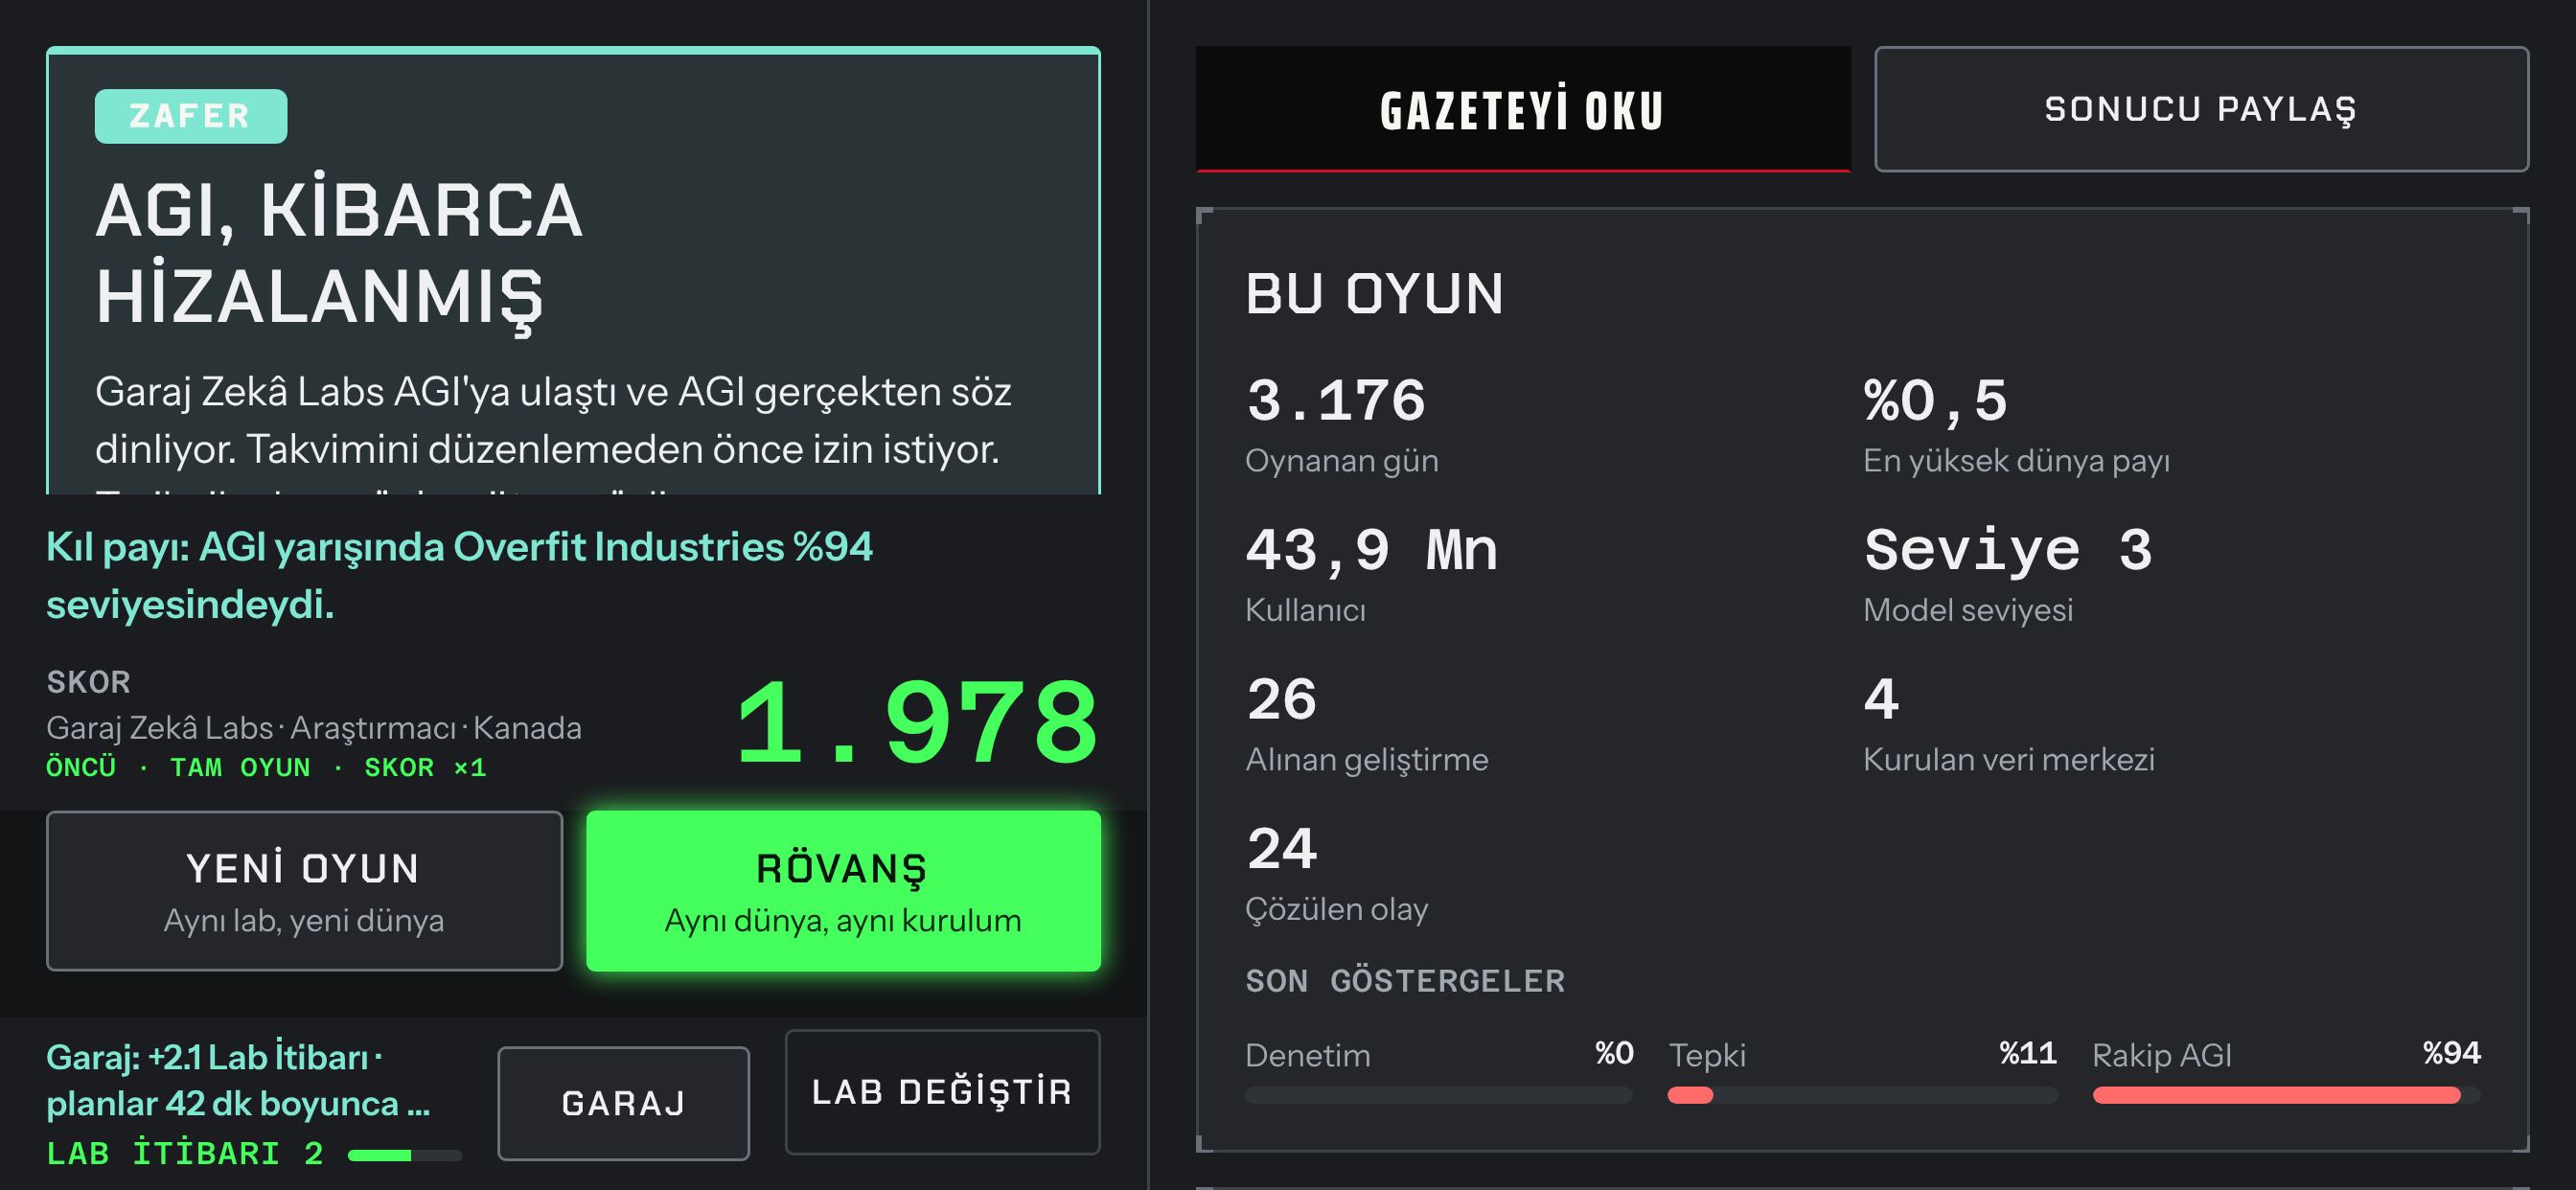 ZAFER
AGI, KİBARCA
HİZALANMIŞ
Garaj Zekâ Labs AGI'ya ulaştı ve AGI gerçekten söz
dinliyor. Takvimini düzenlemeden önce izin istiyor.
Kıl payı: AGI yarışında Overfit Industries %94
seviyesindeydi.
SKOR
Garaj Zekâ Labs · Araştırmacı · Kanada
ÖNCÜ · TAM OYUN · SKOR ×1
1.978
YENİ OYUN
Aynı lab, yeni dünya
RÖVANŞ
Aynı dünya, aynı kurulum
Garaj: +2.1 Lab İtibarı ·
planlar 42 dk boyunca ...
LAB İTİBARI 2
GARAJ
LAB DEĞİŞTİR
GAZETEYİ OKU
SONUCU PAYLAŞ
BU OYUN
3.176
Oynanan gün
%0,5
En yüksek dünya payı
43,9 Mn
Kullanıcı
Seviye 3
Model seviyesi
26
Alınan geliştirme
4
Kurulan veri merkezi
24
Çözülen olay
SON GÖSTERGELER
Denetim %0
Tepki %11
Rakip AGI %94